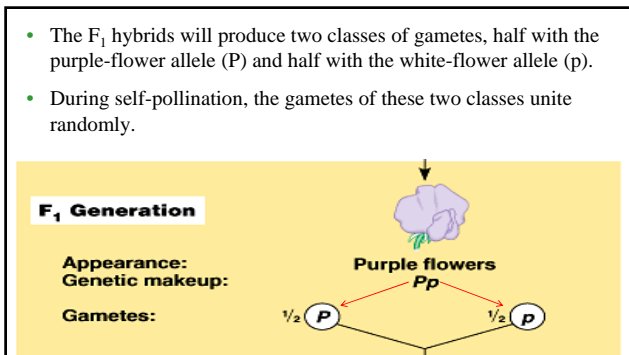 • The F₁ hybrids will produce two classes of gametes, half with the
purple-flower allele (P) and half with the white-flower allele (p).
• During self-pollination, the gametes of these two classes unite
randomly.
F₁ Generation
Appearance: Purple flowers
Genetic makeup: Pp
Gametes: ½ P ½ p